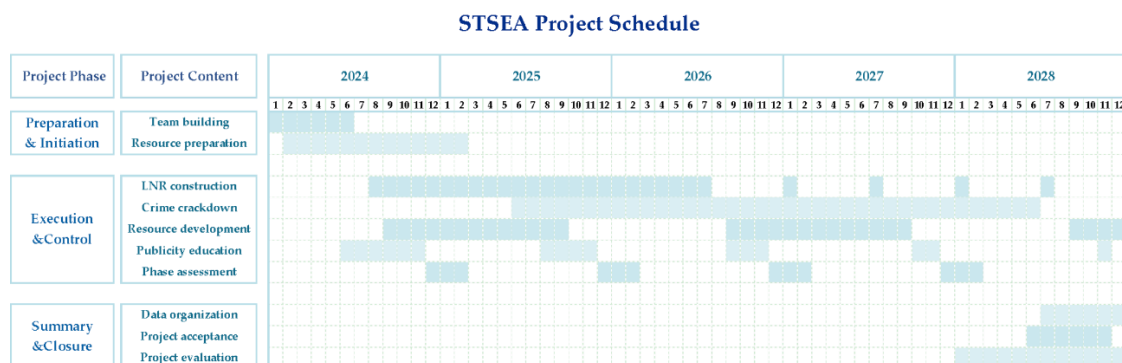 STSEA Project Schedule
Project Phase Project Content 2024 2025 2026 2027 2028
1 2 3 4 5 6 7 8 9 10 11 12 1 2 3 4 5 6 7 8 9 10 11 12 1 2 3 4 5 6 7 8 9 10 11 12 1 2 3 4 5 6 7 8 9 10 11 12 1 2 3 4 5 6 7 8 9 10 11 12
Preparation
& Initiation
Team building
Resource preparation
Execution
&Control
LNR construction
Crime crackdown
Resource development
Publicity education
Phase assessment
Summary
&Closure
Data organization
Project acceptance
Project evaluation